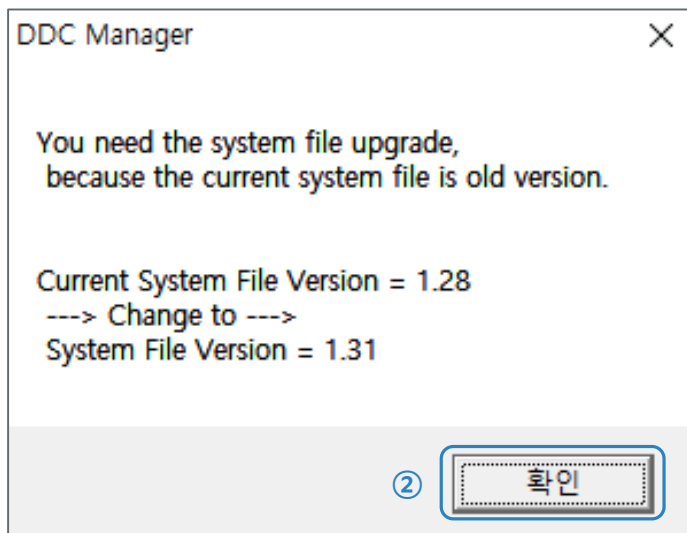 DDC Manager
You need the system file upgrade,
because the current system file is old version.
Current System File Version = 1.28
---> Change to --->
System File Version = 1.31
② 확인